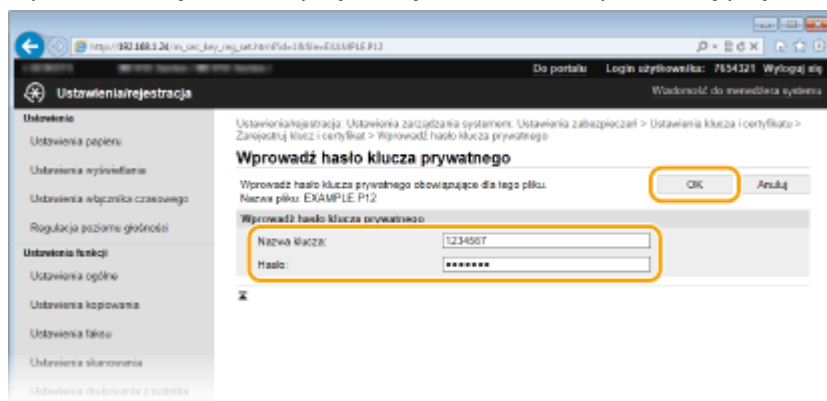 http://192.168.1.24/m_sec_key_reg_set.html?id=1&file=EXAMPLE.P12
Do portalu Login użytkownika: 7654321 Wyloguj się
Ustawienia/rejestracja
Wiadomość do menedżera systemu
Ustawienia
Ustawienia papieru
Ustawienia wyświetlania
Ustawienia włącznika czasowego
Regulacja poziomu głośności
Ustawienia funkcji
Ustawienia ogólne
Ustawienia kopiowania
Ustawienia faksu
Ustawienia skanowania
Ustawienia drukowania z nośnika
Ustawienia/rejestracja: Ustawienia zarządzania systemem: Ustawienia zabezpieczeń > Ustawienia klucza i certyfikatu >
Zarejestruj klucz i certyfikat > Wprowadź hasło klucza prywatnego
Wprowadź hasło klucza prywatnego
Wprowadź hasło klucza prywatnego obowiązujące dla tego pliku.
Nazwa pliku: EXAMPLE.P12
OK Anuluj
Wprowadź hasło klucza prywatnego
Nazwa klucza: 1234567
Hasło: •••••••